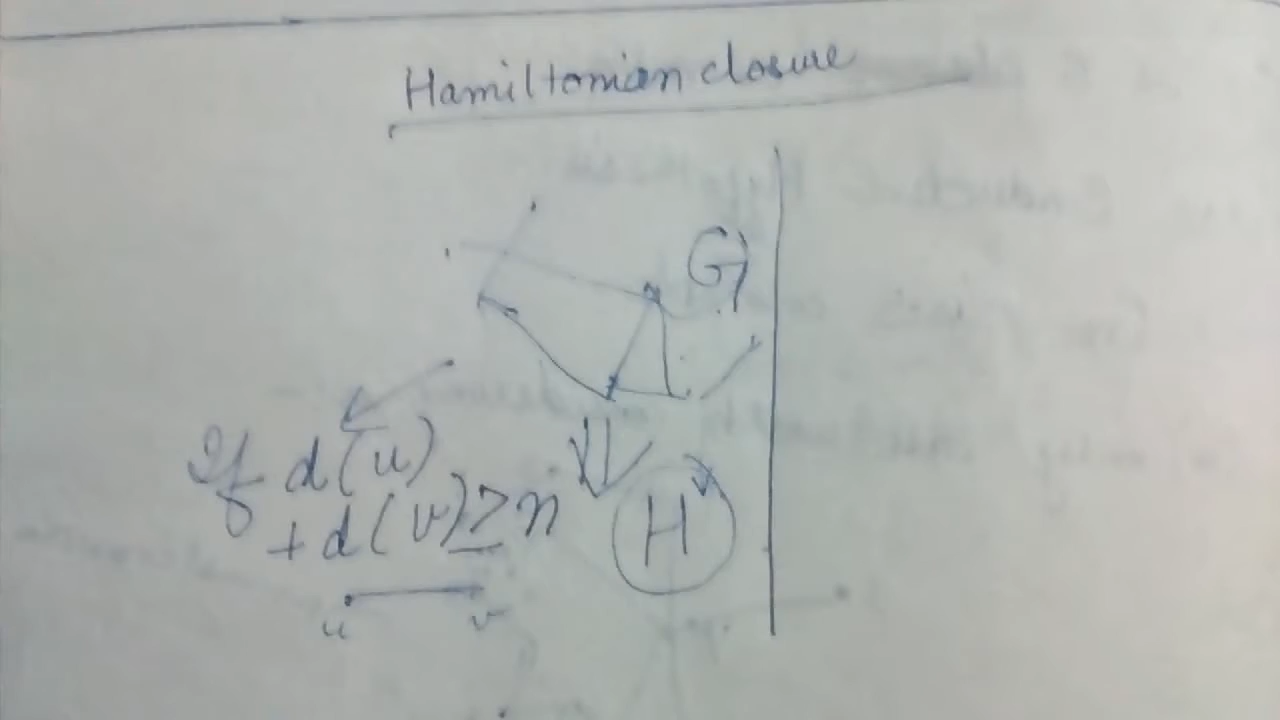 Hamiltonian closure
G
If d(u)
+ d(v) ≥ n
H
u v